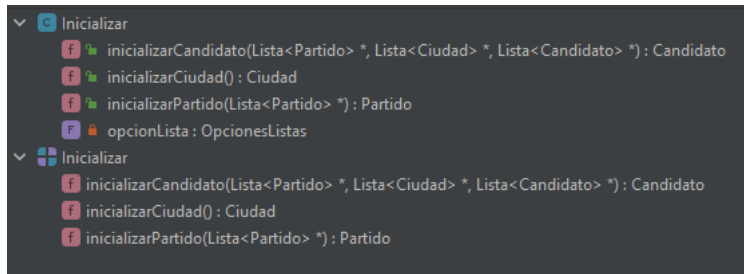 C Inicializar
f inicializarCandidato(Lista<Partido> *, Lista<Ciudad> *, Lista<Candidato> *) : Candidato
f inicializarCiudad() : Ciudad
f inicializarPartido(Lista<Partido> *) : Partido
F opcionLista : OpcionesListas
Inicializar
f inicializarCandidato(Lista<Partido> *, Lista<Ciudad> *, Lista<Candidato> *) : Candidato
f inicializarCiudad() : Ciudad
f inicializarPartido(Lista<Partido> *) : Partido